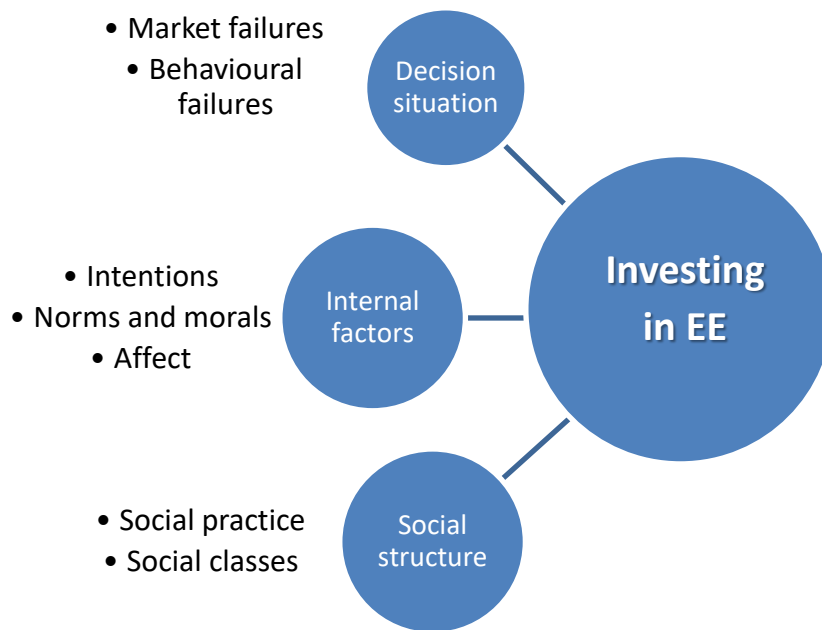 • Market failures
• Behavioural
failures
Decision
situation
• Intentions
• Norms and morals
• Affect
Internal
factors
Investing
in EE
• Social practice
• Social classes
Social
structure